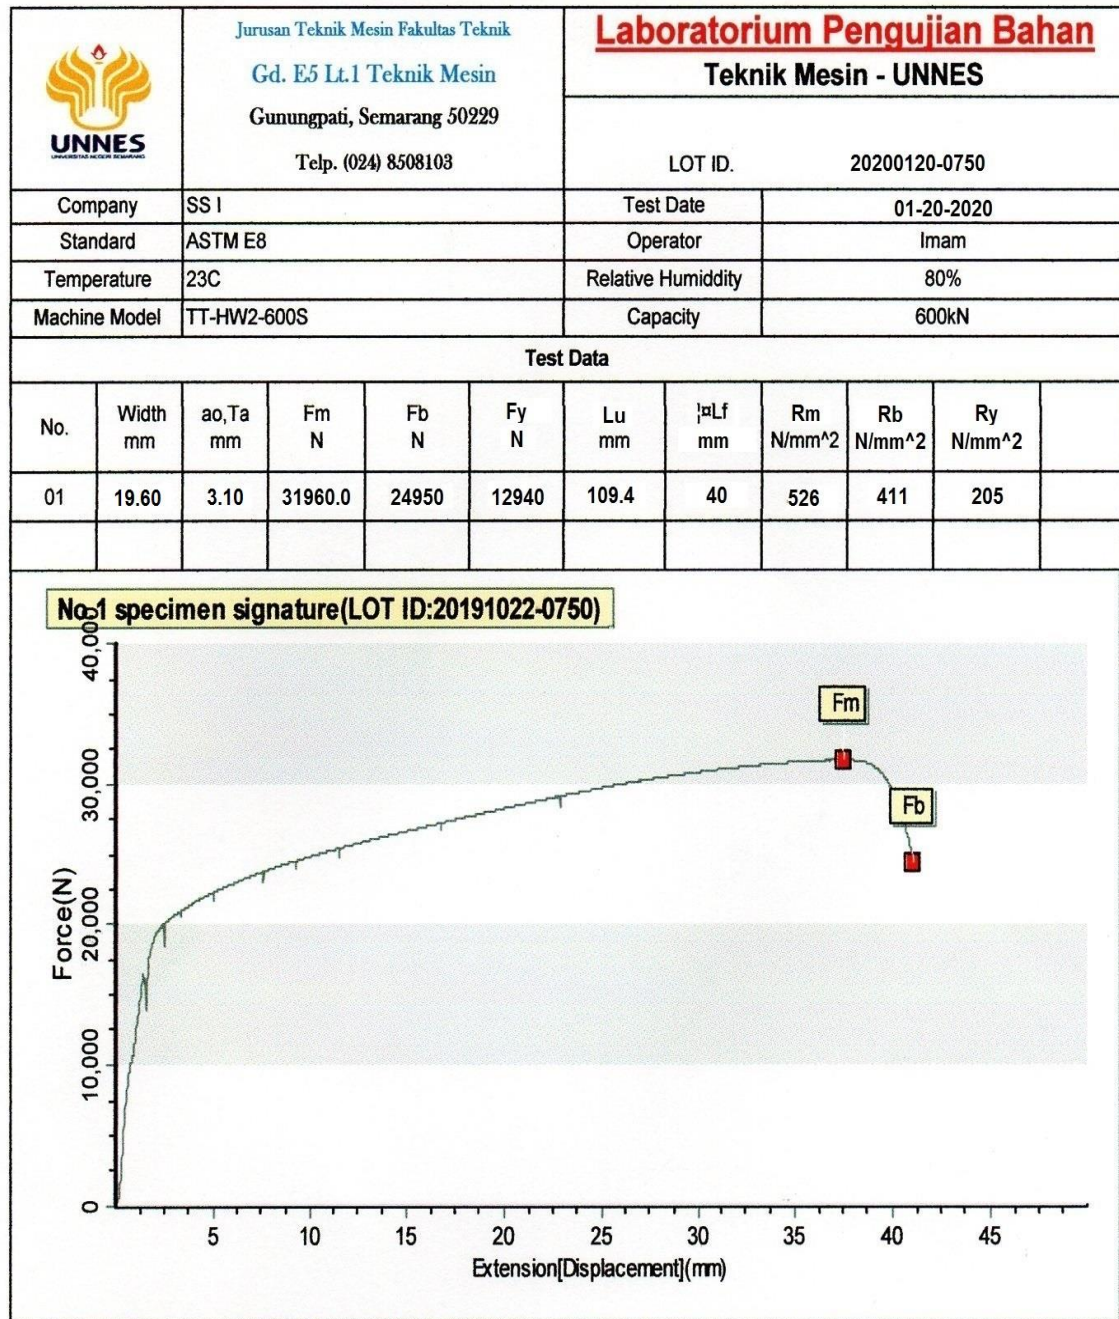 UNNES
UNIVERSITAS NEGERI SEMARANG
Jurusan Teknik Mesin Fakultas Teknik
Gd. E5 Lt.1 Teknik Mesin
Gunungpati, Semarang 50229
Telp. (024) 8508103
Laboratorium Pengujian Bahan
Teknik Mesin - UNNES
LOT ID. 20200120-0750
Company SS I Test Date 01-20-2020
Standard ASTM E8 Operator Imam
Temperature 23C Relative Humiddity 80%
Machine Model TT-HW2-600S Capacity 600kN
Test Data
No. Width mm ao,Ta mm Fm N Fb N Fy N Lu mm ¦¤Lf mm Rm N/mm^2 Rb N/mm^2 Ry N/mm^2
01 19.60 3.10 31960.0 24950 12940 109.4 40 526 411 205
No.1 specimen signature(LOT ID:20191022-0750)
40,000
30,000
20,000
10,000
0
Force(N)
Fm
Fb
5 10 15 20 25 30 35 40 45
Extension[Displacement](mm)